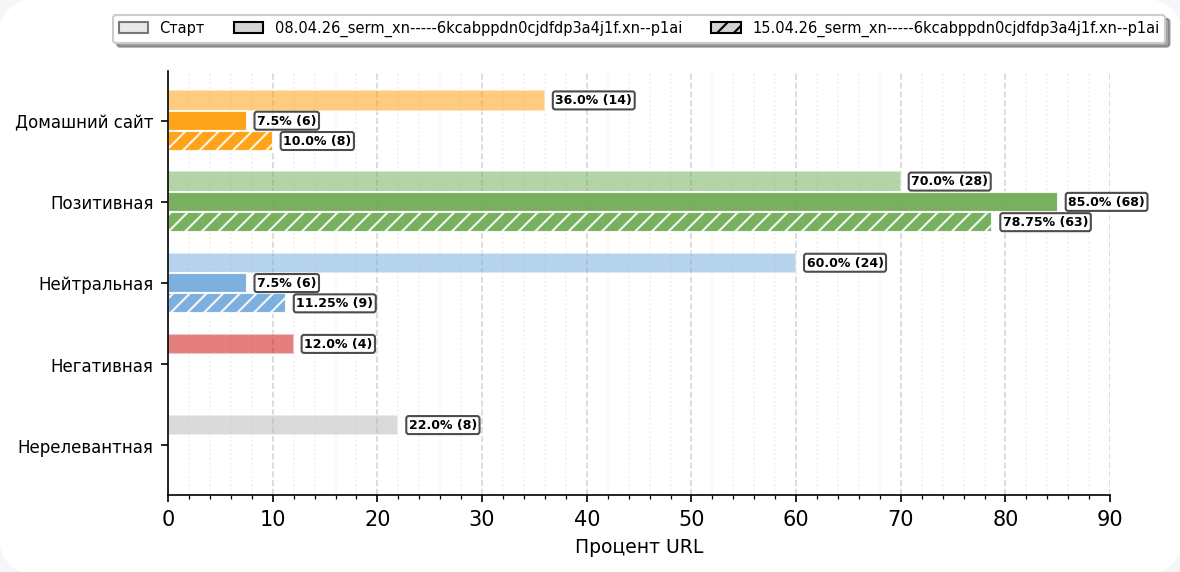 Старт 08.04.26_serm_xn-----6kcabppdn0cjdfdp3a4j1f.xn--p1ai 15.04.26_serm_xn-----6kcabppdn0cjdfdp3a4j1f.xn--p1ai
36.0% (14)
Домашний сайт 7.5% (6)
10.0% (8)
70.0% (28)
Позитивная 85.0% (68)
78.75% (63)
60.0% (24)
Нейтральная 7.5% (6)
11.25% (9)
12.0% (4)
Негативная
22.0% (8)
Нерелевантная
0 10 20 30 40 50 60 70 80 90
Процент URL